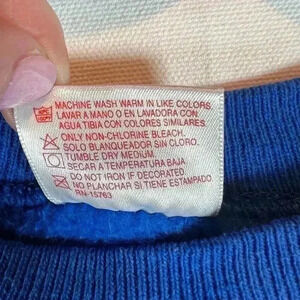 MACHINE WASH WARM IN LIKE COLORS.
LAVAR A MANO O EN LAVADORA CON
AGUA TIBIA CON COLORES SIMILARES.
ONLY NON-CHLORINE BLEACH.
SOLO BLANQUEADOR SIN CLORO.
TUMBLE DRY MEDIUM.
SECAR A TEMPERATURA BAJA
DO NOT IRON IF DECORATED.
NO PLANCHAR SI TIENE ESTAMPADO
RN-15763